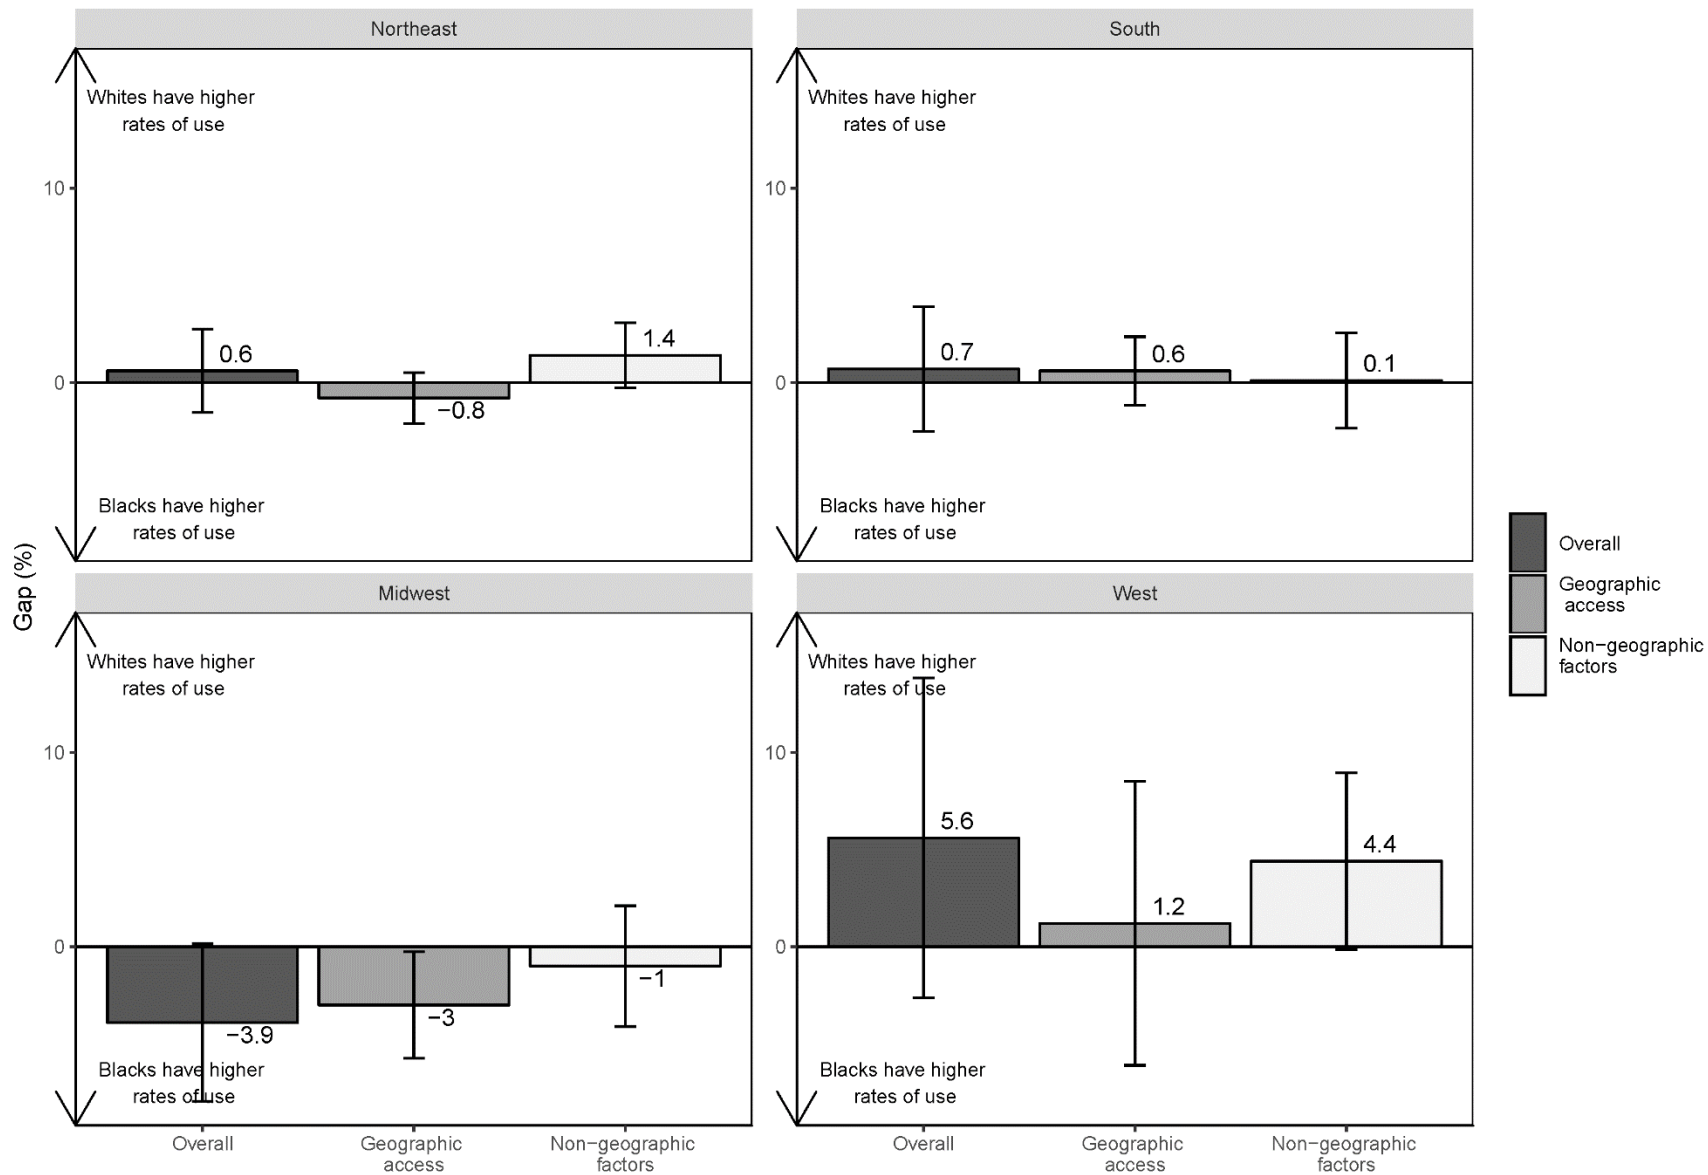 Northeast
South
Whites have higher
rates of use
Whites have higher
rates of use
10
10
0.6
−0.8
1.4
0.7
0.6
0.1
0
0
Blacks have higher
rates of use
Blacks have higher
rates of use
Gap (%)
Overall
Geographic
access
Non−geographic
factors
Midwest
West
Whites have higher
rates of use
Whites have higher
rates of use
10
10
5.6
1.2
4.4
0
0
−3.9
−3
−1
Blacks have higher
rates of use
Blacks have higher
rates of use
Overall
Geographic
access
Non−geographic
factors
Overall
Geographic
access
Non−geographic
factors